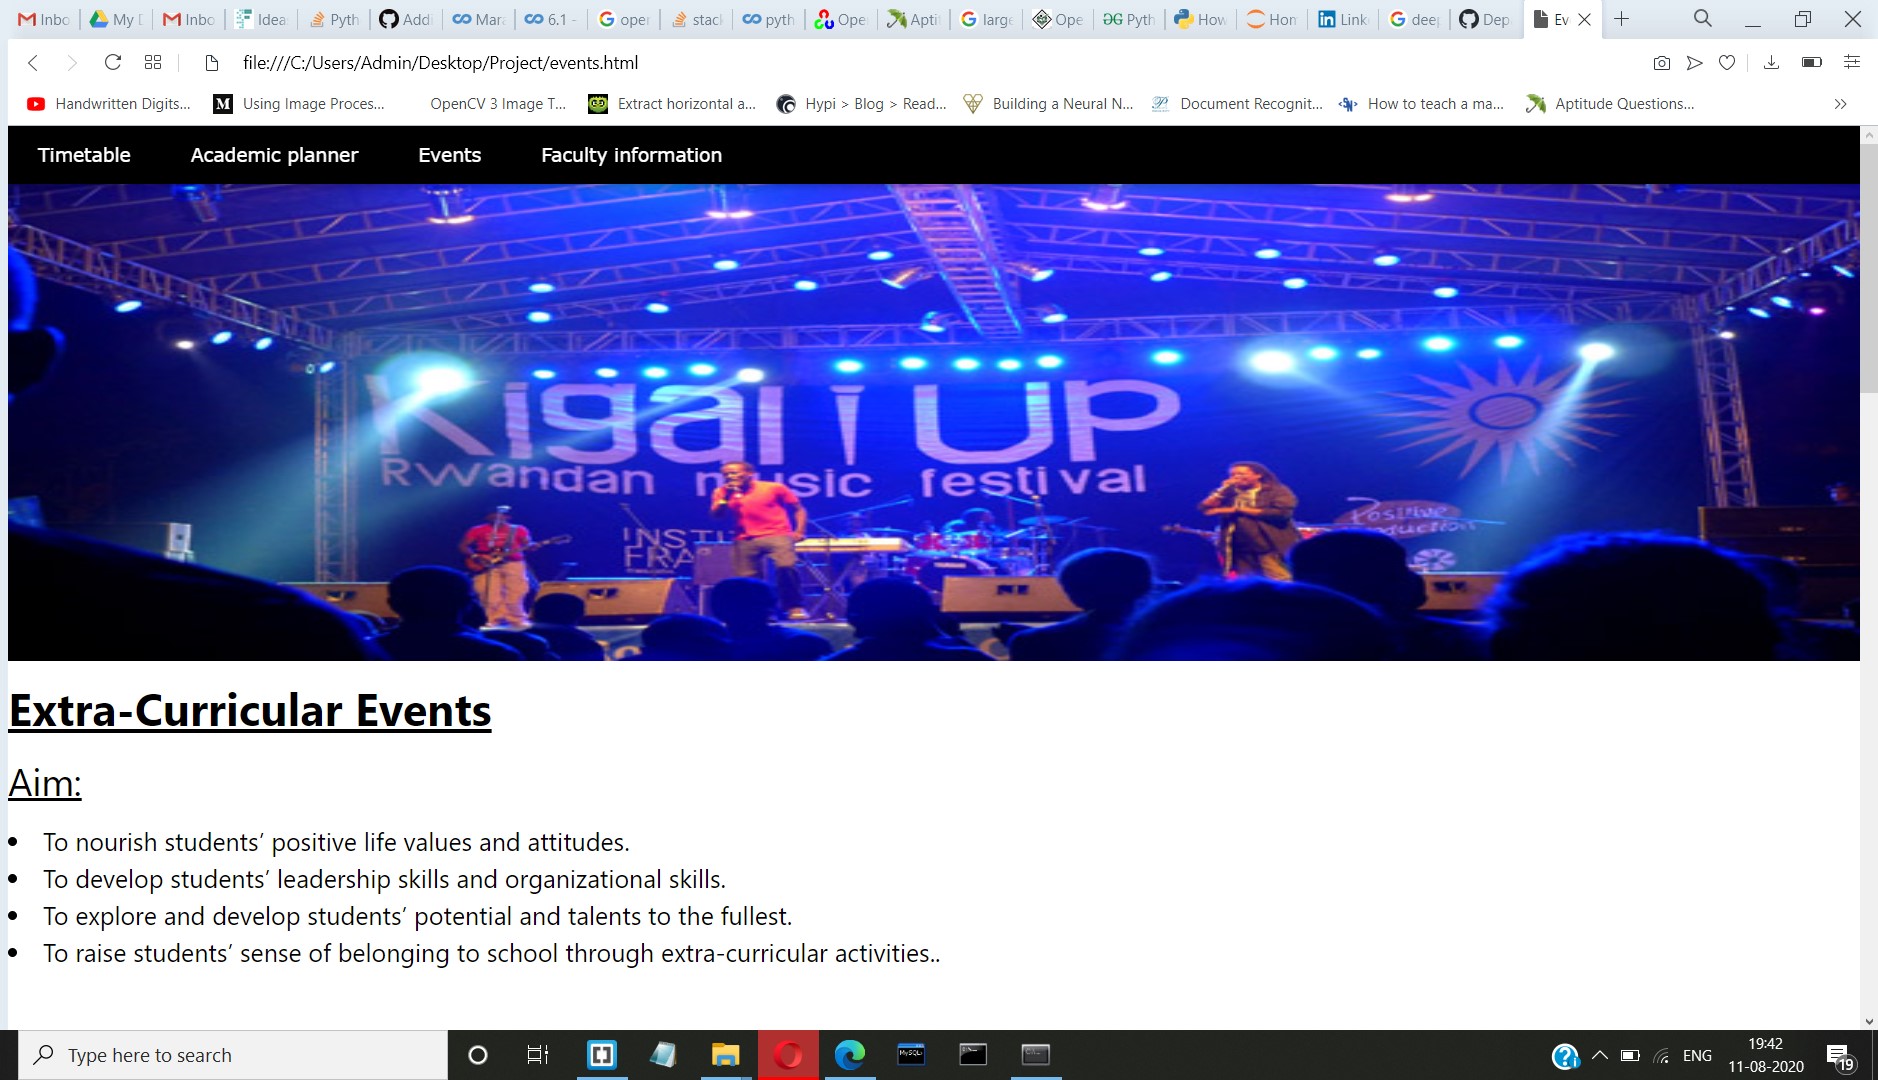 Inbo
My D
Inbo
Idea
Pyth
Addi
Mara
6.1 -
oper
stack
pyth
Ope
Apti
large
Ope
Pyth
How
Hom
Link
deep
Dep
Ev
file:///C:/Users/Admin/Desktop/Project/events.html
Handwritten Digits...
Using Image Proces...
OpenCV 3 Image T...
Extract horizontal a...
Hypi > Blog > Read...
Building a Neural N...
Document Recognit...
How to teach a ma...
Aptitude Questions...
Timetable
Academic planner
Events
Faculty information
Kigali Up
Rwandan music festival
INSTI
FRA
Positive
Production
Extra-Curricular Events
Aim:
• To nourish students’ positive life values and attitudes.
• To develop students’ leadership skills and organizational skills.
• To explore and develop students’ potential and talents to the fullest.
• To raise students’ sense of belonging to school through extra-curricular activities..
Type here to search
ENG
19:42
11-08-2020
19